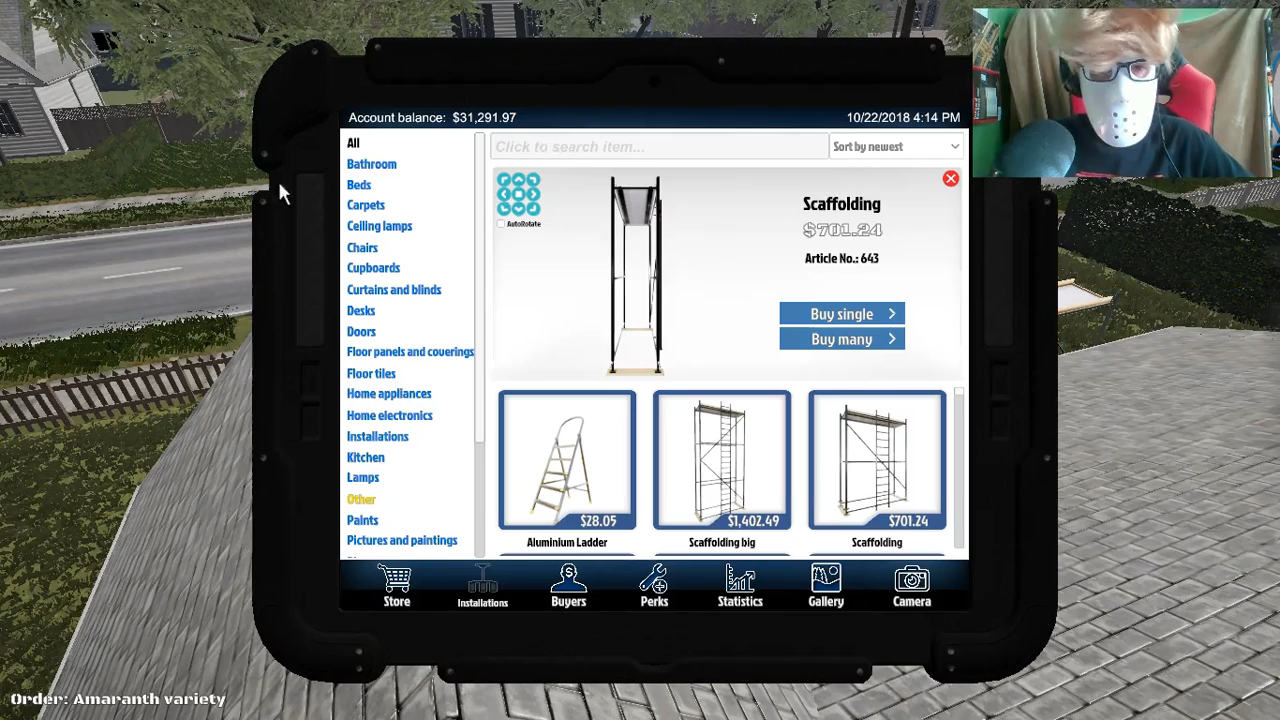 Account balance: $31,291.97
10/22/2018 4:14 PM
All
Bathroom
Beds
Carpets
Ceiling lamps
Chairs
Cupboards
Curtains and blinds
Desks
Doors
Floor panels and coverings
Floor tiles
Home appliances
Home electronics
Installations
Kitchen
Lamps
Other
Paints
Pictures and paintings
Click to search item...
Sort by newest
AutoRotate
Scaffolding
$701.24
Article No.: 643
Buy single
Buy many
$28.05
$1,402.49
$701.24
Aluminium Ladder
Scaffolding big
Scaffolding
Store
Installations
Buyers
Perks
Statistics
Gallery
Camera
Order: Amaranth variety